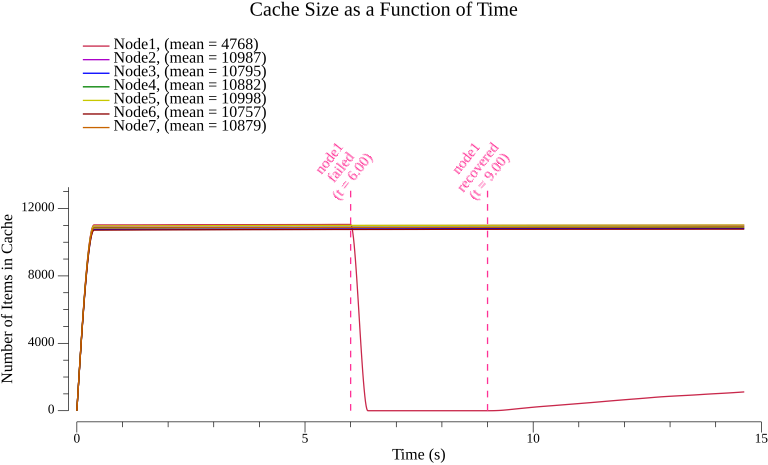 Cache Size as a Function of Time
Node1, (mean = 4768)
Node2, (mean = 10987)
Node3, (mean = 10795)
Node4, (mean = 10882)
Node5, (mean = 10998)
Node6, (mean = 10757)
Node7, (mean = 10879)
node1
failed
(t = 6.00)
node1
recovered
(t = 9.00)
Number of Items in Cache
12000
8000
4000
0
0
5
10
15
Time (s)